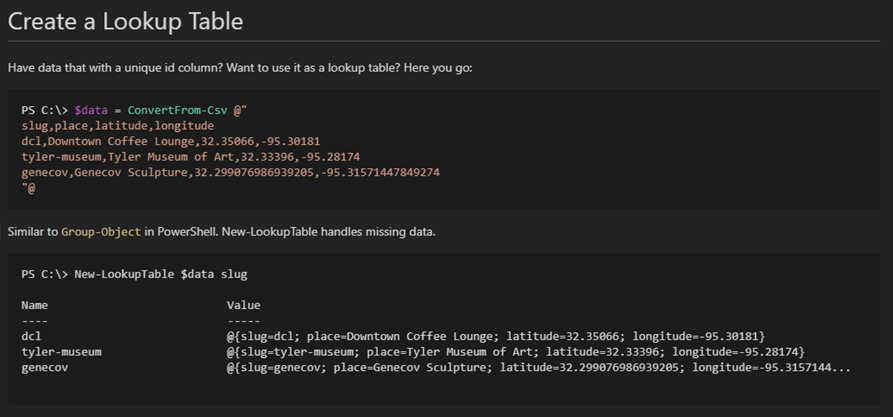 Create a Lookup Table
Have data that with a unique id column? Want to use it as a lookup table? Here you go:
PS C:\> $data = ConvertFrom-Csv @"
slug,place,latitude,longitude
dcl,Downtown Coffee Lounge,32.35066,-95.30181
tyler-museum,Tyler Museum of Art,32.33396,-95.28174
genecov,Genecov Sculpture,32.299076986939205,-95.31571447849274
"@
Similar to Group-Object in PowerShell. New-LookupTable handles missing data.
PS C:\> New-LookupTable $data slug
Name Value
---- -----
dcl @{slug=dcl; place=Downtown Coffee Lounge; latitude=32.35066; longitude=-95.30181}
tyler-museum @{slug=tyler-museum; place=Tyler Museum of Art; latitude=32.33396; longitude=-95.28174}
genecov @{slug=genecov; place=Genecov Sculpture; latitude=32.299076986939205; longitude=-95.3157144...